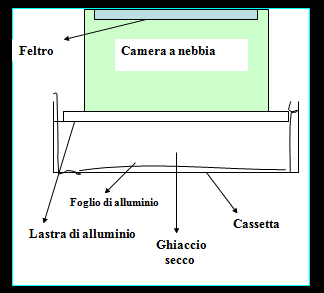 Feltro
Camera a nebbia
Foglio di alluminio
Lastra di alluminio
Ghiaccio
secco
Cassetta